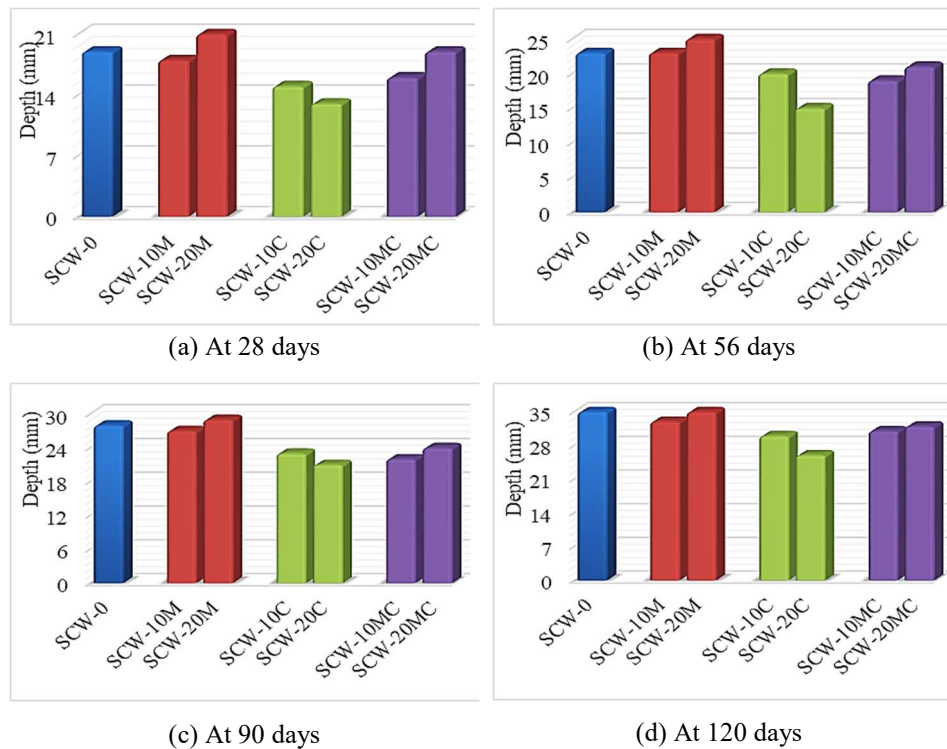 Depth (mm)
21
14
7
0
SCW-0
SCW-10M
SCW-20M
SCW-10C
SCW-20C
SCW-10MC
SCW-20MC
(a) At 28 days
Depth (mm)
25
20
15
10
5
0
SCW-0
SCW-10M
SCW-20M
SCW-10C
SCW-20C
SCW-10MC
SCW-20MC
(b) At 56 days
Depth (mm)
30
24
18
12
6
0
SCW-0
SCW-10M
SCW-20M
SCW-10C
SCW-20C
SCW-10MC
SCW-20MC
(c) At 90 days
Depth (mm)
35
28
21
14
7
0
SCW-0
SCW-10M
SCW-20M
SCW-10C
SCW-20C
SCW-10MC
SCW-20MC
(d) At 120 days